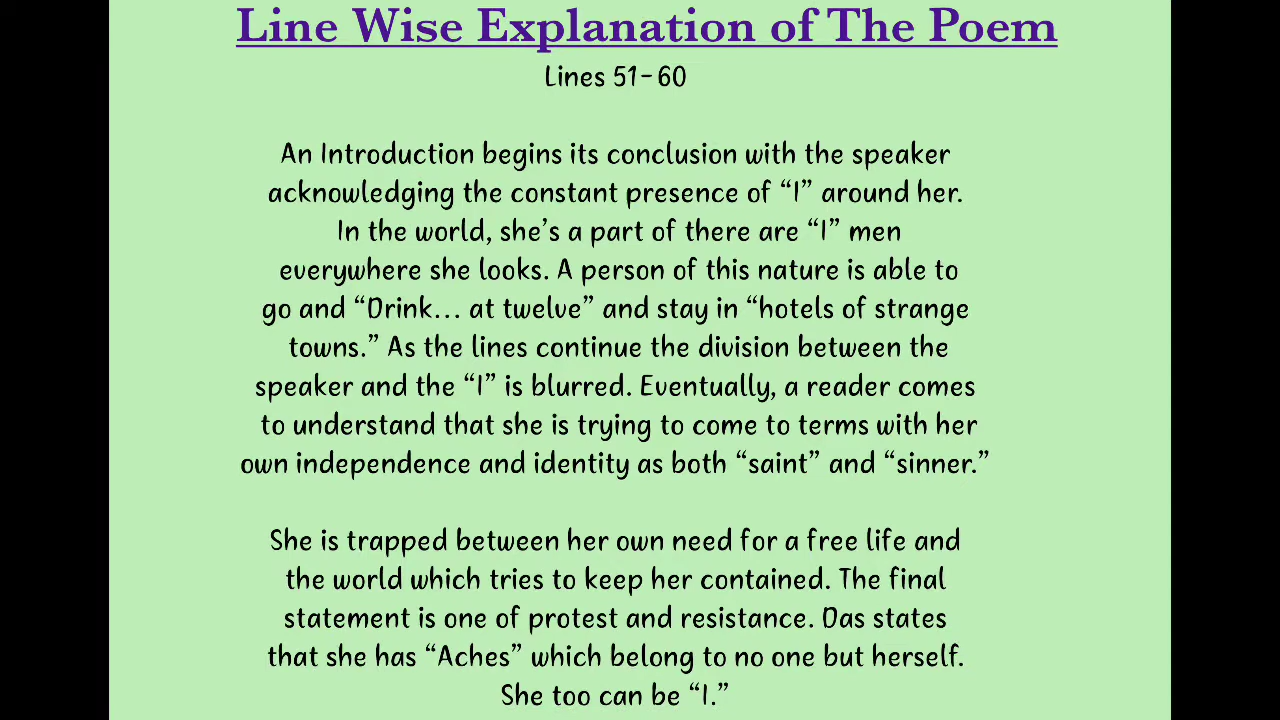 Line Wise Explanation of The Poem
Lines 51-60
An Introduction begins its conclusion with the speaker
acknowledging the constant presence of “I” around her.
In the world, she’s a part of there are “I” men
everywhere she looks. A person of this nature is able to
go and “Drink... at twelve” and stay in “hotels of strange
towns.” As the lines continue the division between the
speaker and the “I” is blurred. Eventually, a reader comes
to understand that she is trying to come to terms with her
own independence and identity as both “saint” and “sinner.”
She is trapped between her own need for a free life and
the world which tries to keep her contained. The final
statement is one of protest and resistance. Das states
that she has “Aches” which belong to no one but herself.
She too can be “I.”